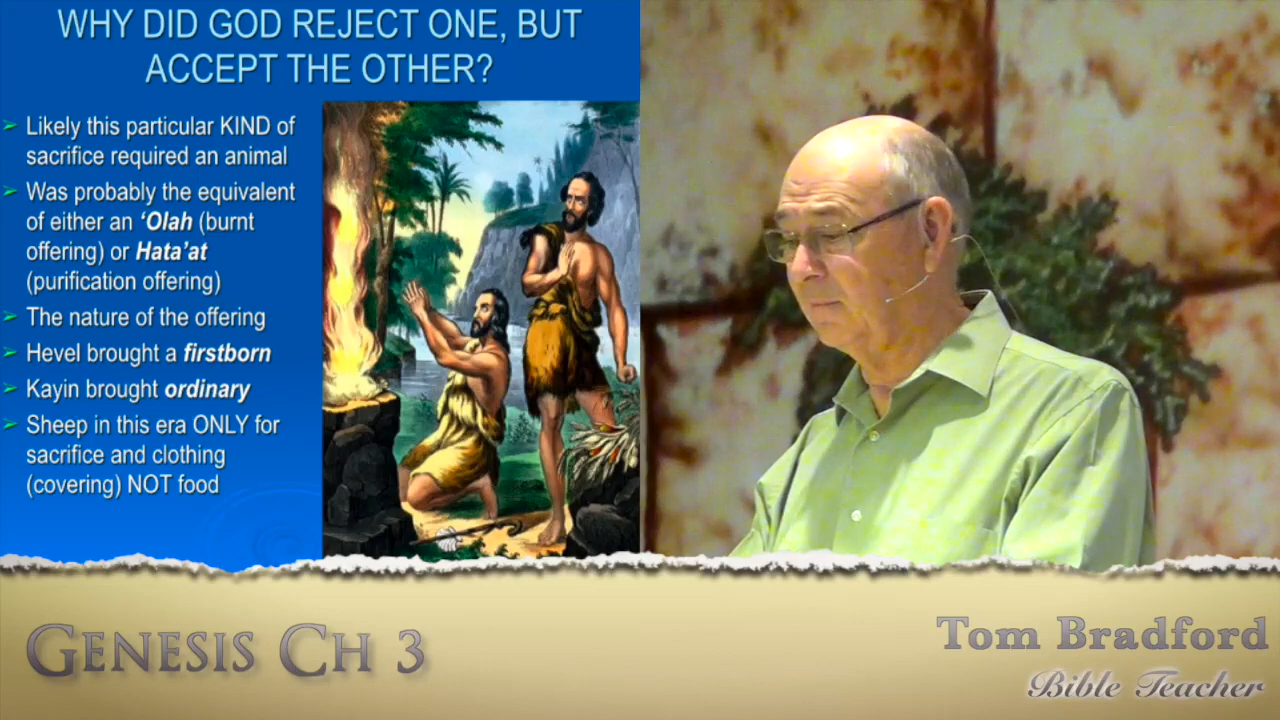 WHY DID GOD REJECT ONE, BUT
ACCEPT THE OTHER?
➢ Likely this particular KIND of
sacrifice required an animal
➢ Was probably the equivalent
of either an ‘Olah (burnt
offering) or Hata’at
(purification offering)
➢ The nature of the offering
➢ Hevel brought a firstborn
➢ Kayin brought ordinary
➢ Sheep in this era ONLY for
sacrifice and clothing
(covering) NOT food
GENESIS CH 3
Tom Bradford
Bible Teacher